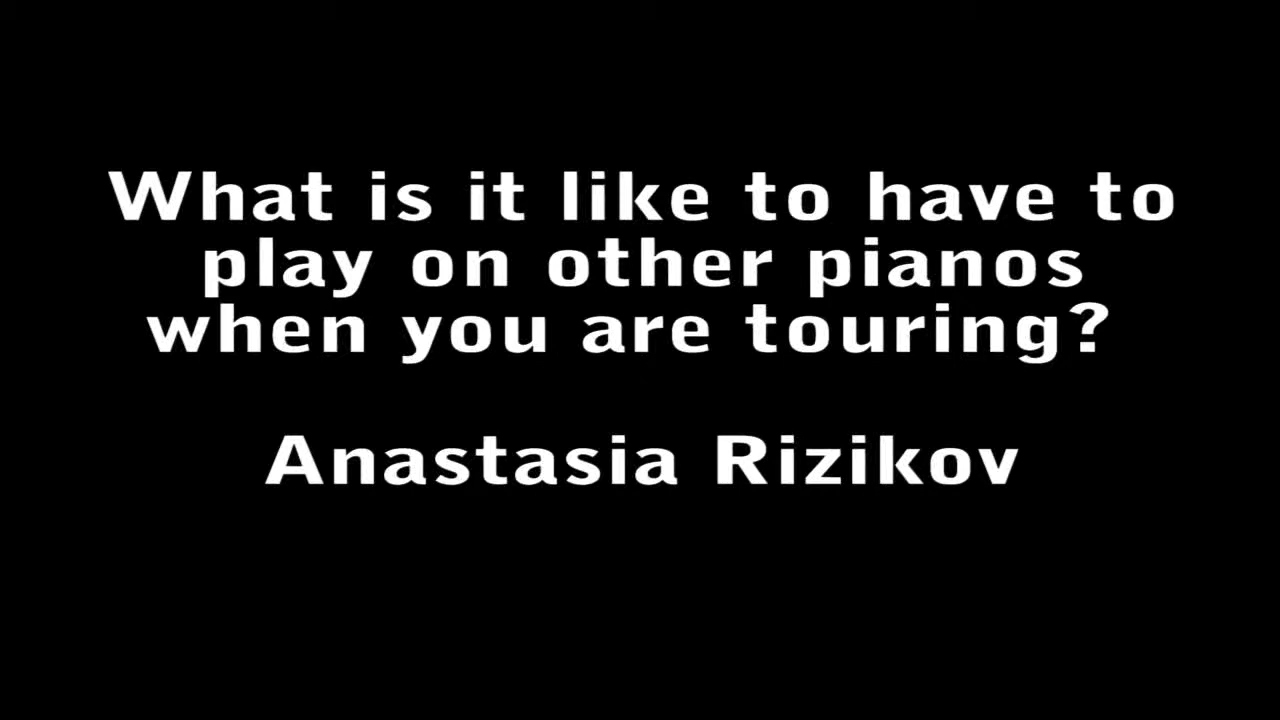 What is it like to have to
play on other pianos
when you are touring?
Anastasia Rizikov